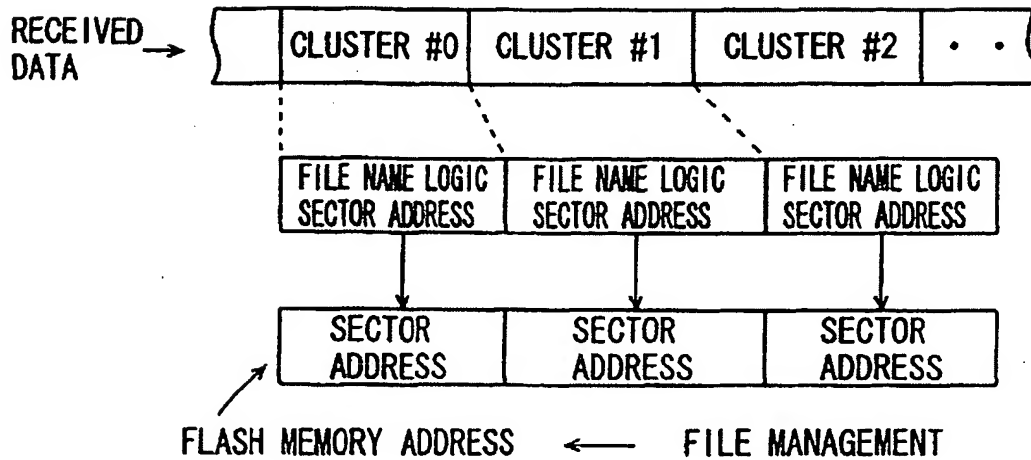 RECEIVED
DATA
CLUSTER #0 CLUSTER #1 CLUSTER #2 · ·
FILE NAME LOGIC FILE NAME LOGIC FILE NAME LOGIC
SECTOR ADDRESS SECTOR ADDRESS SECTOR ADDRESS
SECTOR SECTOR SECTOR
ADDRESS ADDRESS ADDRESS
FLASH MEMORY ADDRESS ← FILE MANAGEMENT